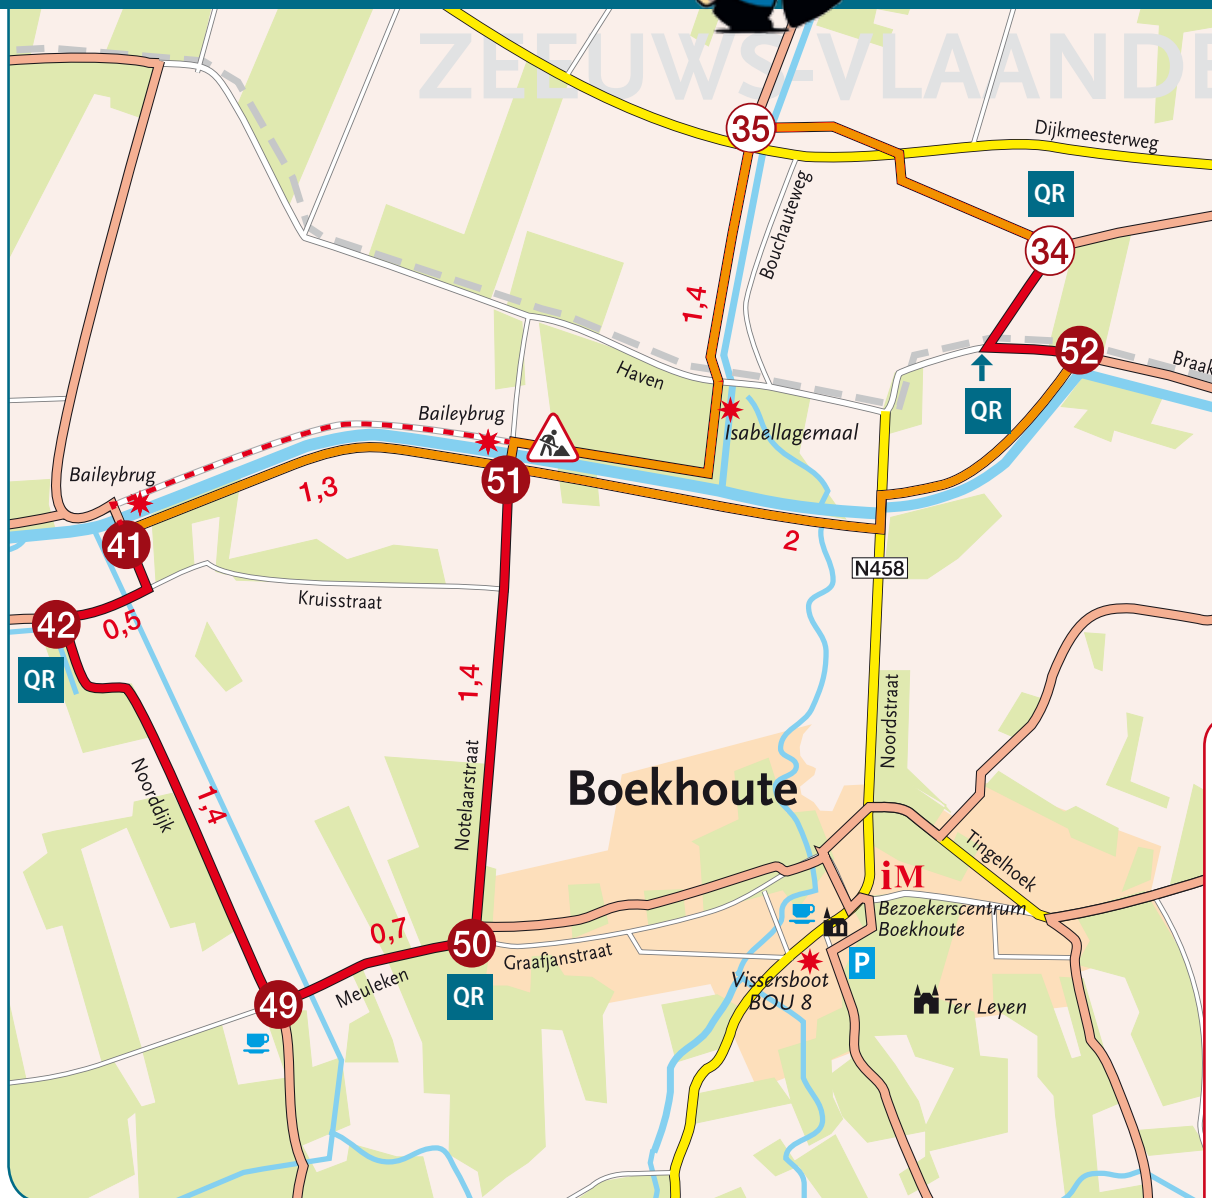 ZEEUWS-VLAANDE
35
Dijkmeesterweg
QR
Bouchauteweg
34
1,4
52
Haven
Braak
QR
Baileybrug
Isabellagemaal
Baileybrug
51
1,3
41
2
N458
Kruisstraat
42
0,5
QR
1,4
Noordstraat
Notelaarstraat
Noorddijk
1,4
Boekhoute
Tingelhoek
iM
Bezoekerscentrum
Boekhoute
0,7
50
Graafjanstraat
P
Vissersboot
BOU 8
Meuleken
QR
49
Ter Leyen